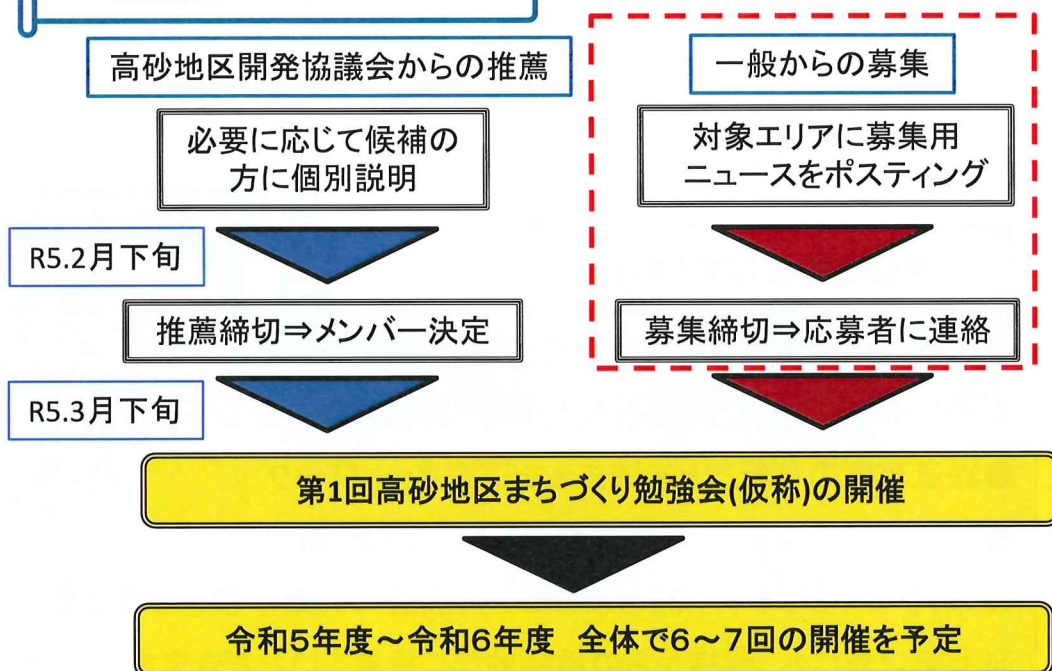 高砂地区開発協議会からの推薦
必要に応じて候補の
方に個別説明
R5.2月下旬
推薦締切⇒メンバー決定
R5.3月下旬
一般からの募集
対象エリアに募集用
ニュースをポスティング
募集締切⇒応募者に連絡
第1回高砂地区まちづくり勉強会(仮称)の開催
令和5年度～令和6年度 全体で6～7回の開催を予定